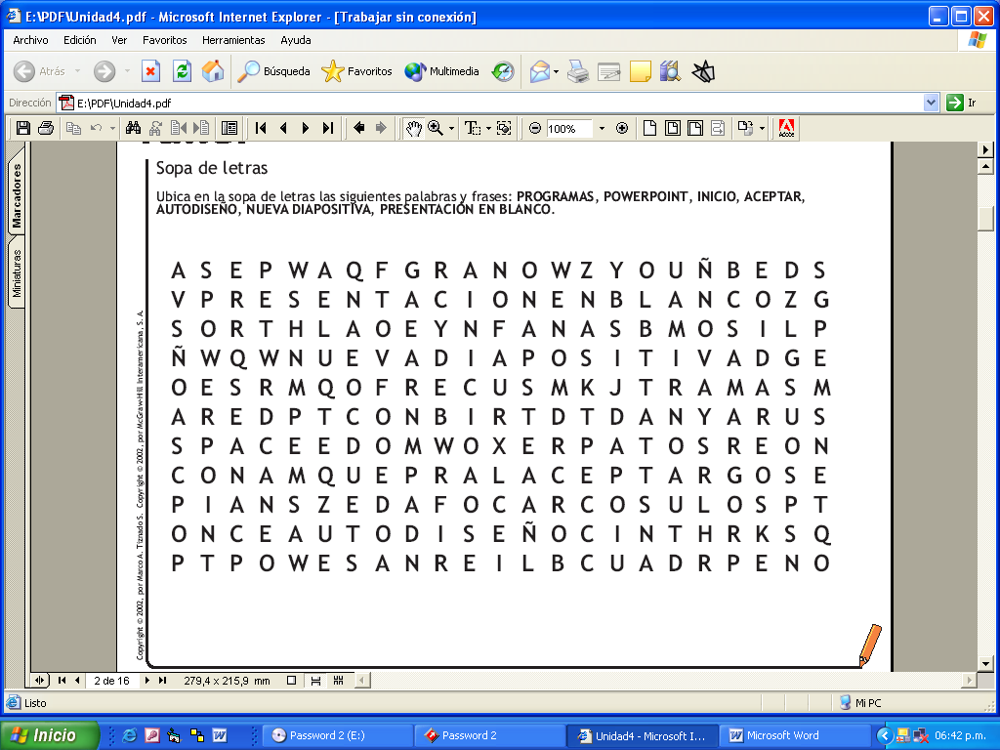 E:\PDF\Unidad4.pdf - Microsoft Internet Explorer - [Trabajar sin conexión]
Archivo Edición Ver Favoritos Herramientas Ayuda
Atrás Búsqueda Favoritos Multimedia
Dirección E:\PDF\Unidad4.pdf Ir
100% Adobe
Marcadores
Miniaturas
Sopa de letras
Ubica en la sopa de letras las siguientes palabras y frases: PROGRAMAS, POWERPOINT, INICIO, ACEPTAR,
AUTODISEÑO, NUEVA DIAPOSITIVA, PRESENTACIÓN EN BLANCO.
A S E P W A Q F G R A N O W Z Y O U Ñ B E D S
V P R E S E N T A C I O N E N B L A N C O Z G
S O R T H L A O E Y N F A N A S B M O S I L P
Ñ W Q W N U E V A D I A P O S I T I V A D G E
O E S R M Q O F R E C U S M K J T R A M A S M
A R E D P T C O N B I R T D T D A N Y A R U S
S P A C E E D O M W O X E R P A T O S R E O N
C O N A M Q U E P R A L A C E P T A R G O S E
P I A N S Z E D A F O C A R C O S U L O S P T
O N C E A U T O D I S E Ñ O C I N T H R K S Q
P T P O W E S A N R E I L B C U A D R P E N O
Copyright © 2002, por Marco A. Tiznado S. Copyright © 2002, por McGraw-Hill Interamericana, S. A.
2 de 16 279,4 x 215,9 mm
Listo Mi PC
Inicio Password 2 (E:) Password 2 Unidad4 - Microsoft I... Microsoft Word 06:42 p.m.